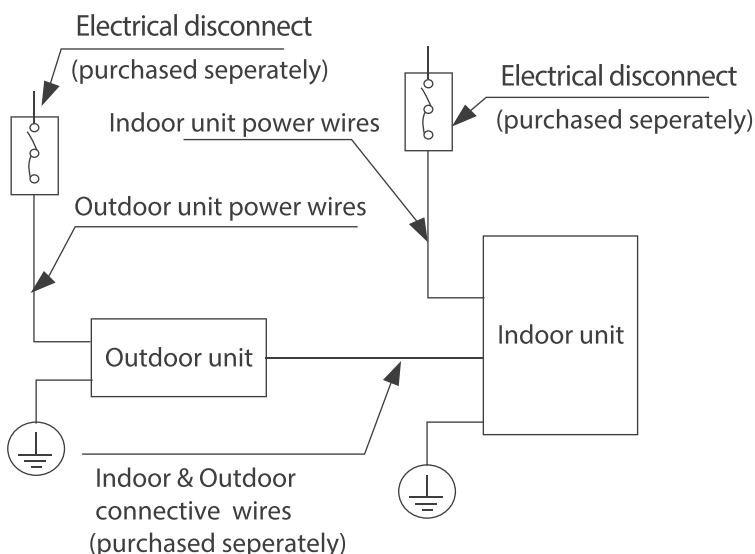 Electrical disconnect
(purchased seperately)
Electrical disconnect
(purchased seperately)
Indoor unit power wires
Outdoor unit power wires
Outdoor unit
Indoor unit
Indoor & Outdoor
connective wires
(purchased seperately)